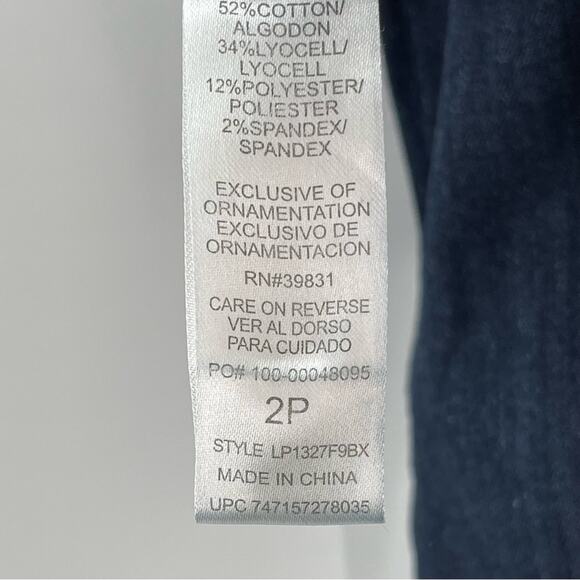 52%COTTON/
ALGODON
34%LYOCELL/
LYOCELL
12%POLYESTER/
POLIESTER
2%SPANDEX/
SPANDEX
EXCLUSIVE OF
ORNAMENTATION
EXCLUSIVO DE
ORNAMENTACION
RN#39831
CARE ON REVERSE
VER AL DORSO
PARA CUIDADO
PO# 100-00048095
2P
STYLE LP1327F9BX
MADE IN CHINA
UPC 747157278035